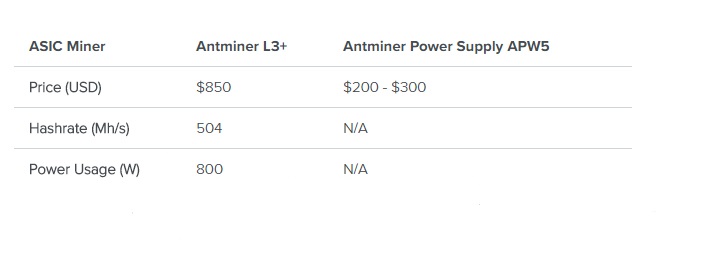 ASIC Miner Antminer L3+ Antminer Power Supply APW5
Price (USD) $850 $200 - $300
Hashrate (Mh/s) 504 N/A
Power Usage (W) 800 N/A